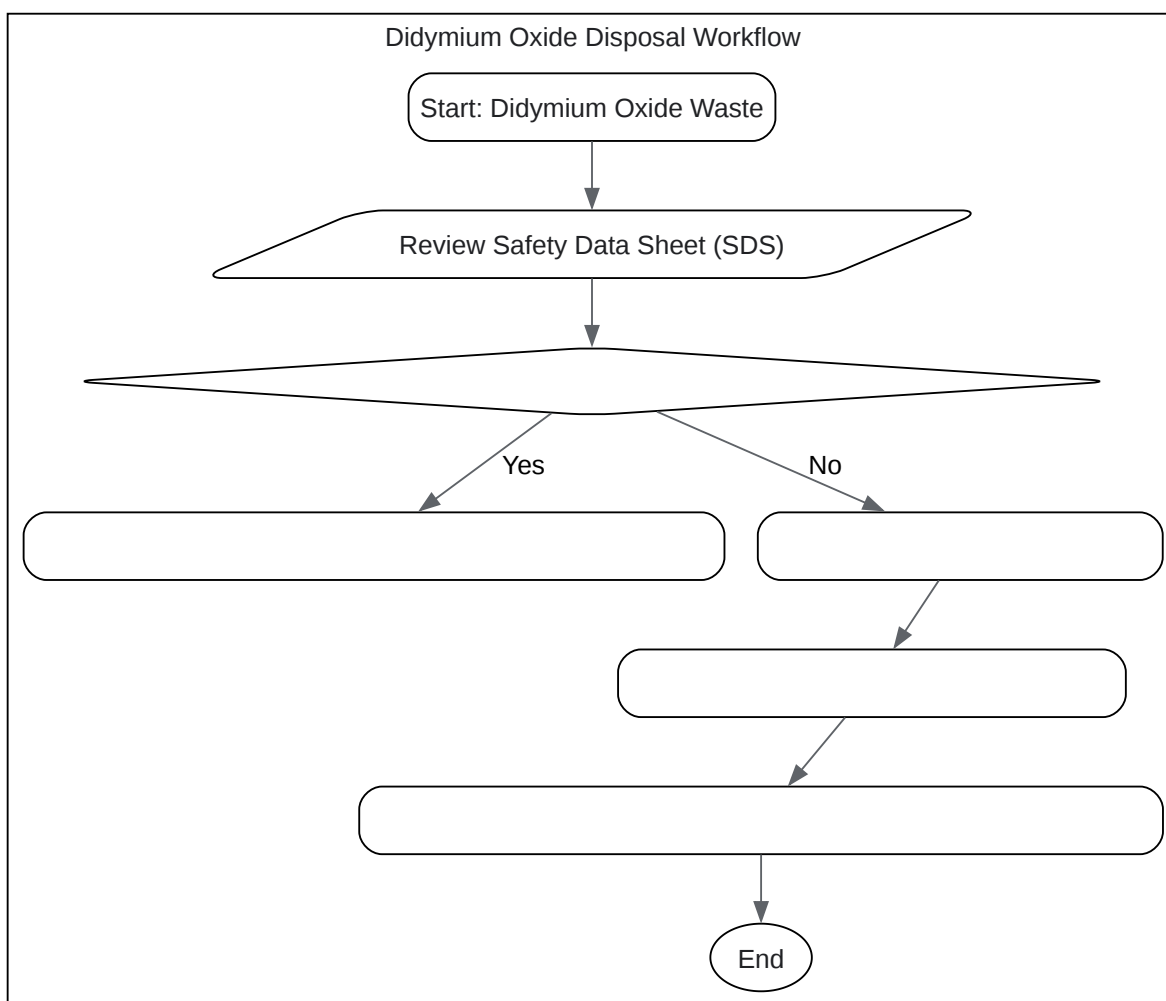 Didymium Oxide Disposal Workflow
Start: Didymium Oxide Waste
Review Safety Data Sheet (SDS)
Yes
No
End